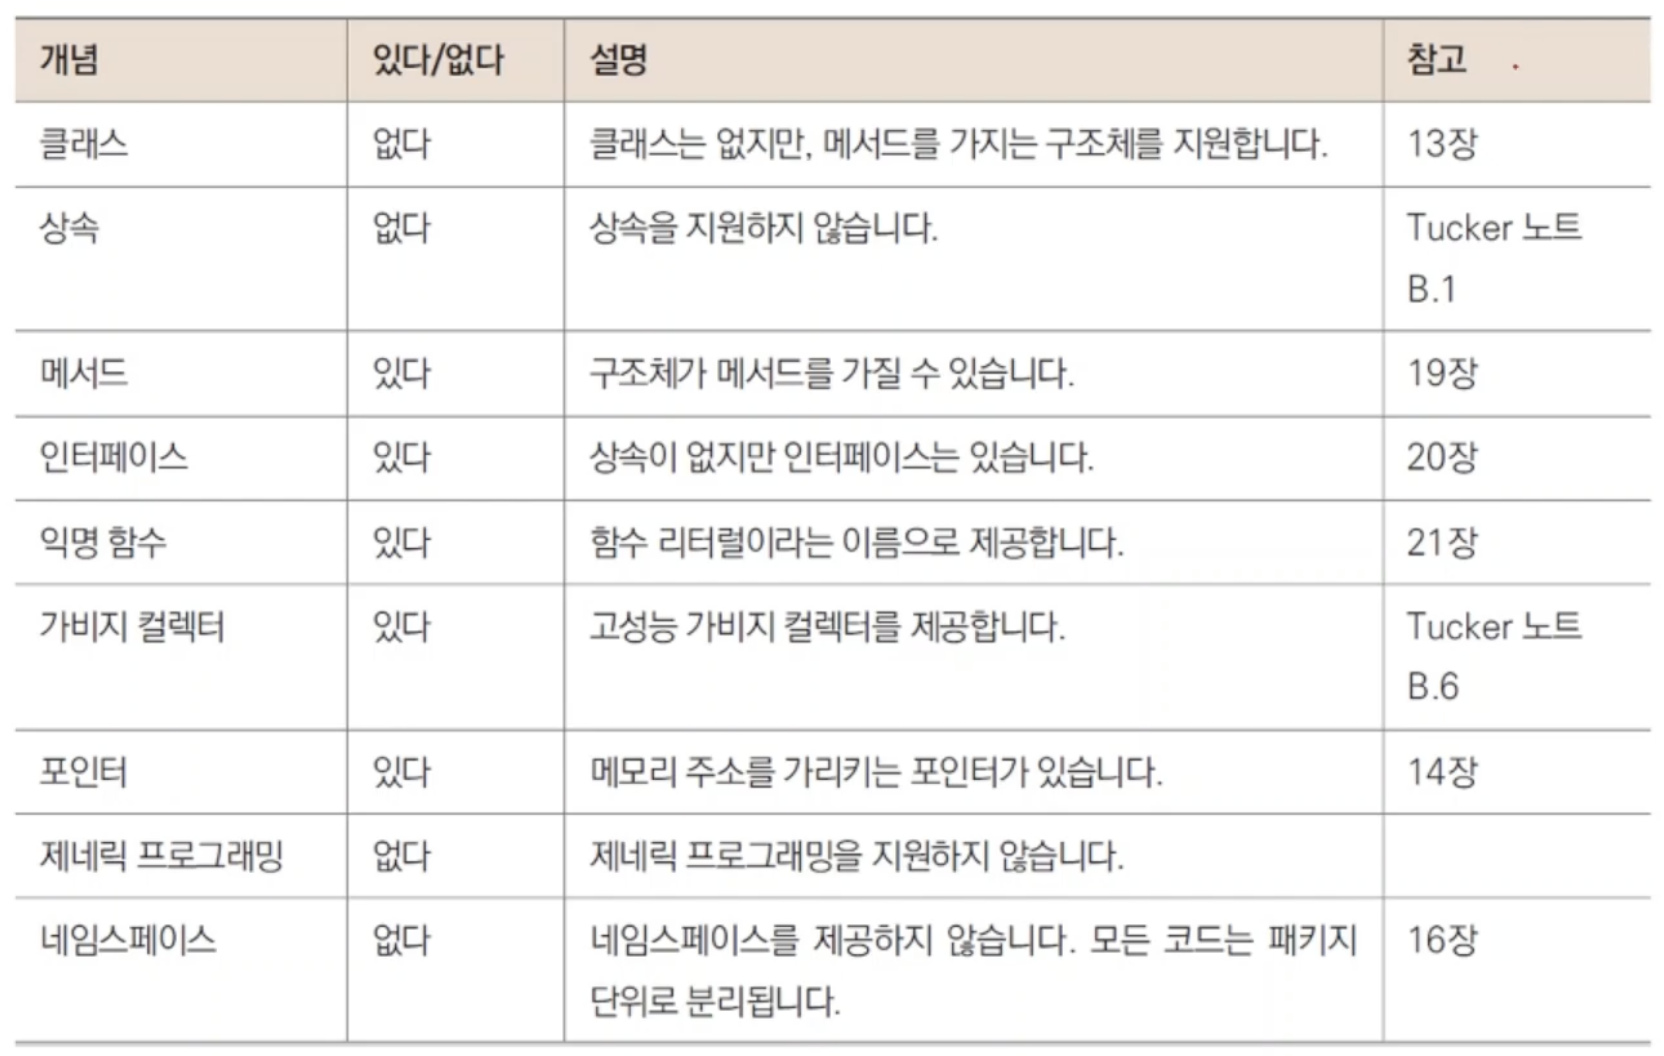 개념 있다/없다 설명 참고
클래스 없다 클래스는 없지만, 메서드를 가지는 구조체를 지원합니다. 13장
상속 없다 상속을 지원하지 않습니다. Tucker 노트
B.1
메서드 있다 구조체가 메서드를 가질 수 있습니다. 19장
인터페이스 있다 상속이 없지만 인터페이스는 있습니다. 20장
익명 함수 있다 함수 리터럴이라는 이름으로 제공합니다. 21장
가비지 컬렉터 있다 고성능 가비지 컬렉터를 제공합니다. Tucker 노트
B.6
포인터 있다 메모리 주소를 가리키는 포인터가 있습니다. 14장
제네릭 프로그래밍 없다 제네릭 프로그래밍을 지원하지 않습니다.
네임스페이스 없다 네임스페이스를 제공하지 않습니다. 모든 코드는 패키지 16장
단위로 분리됩니다.